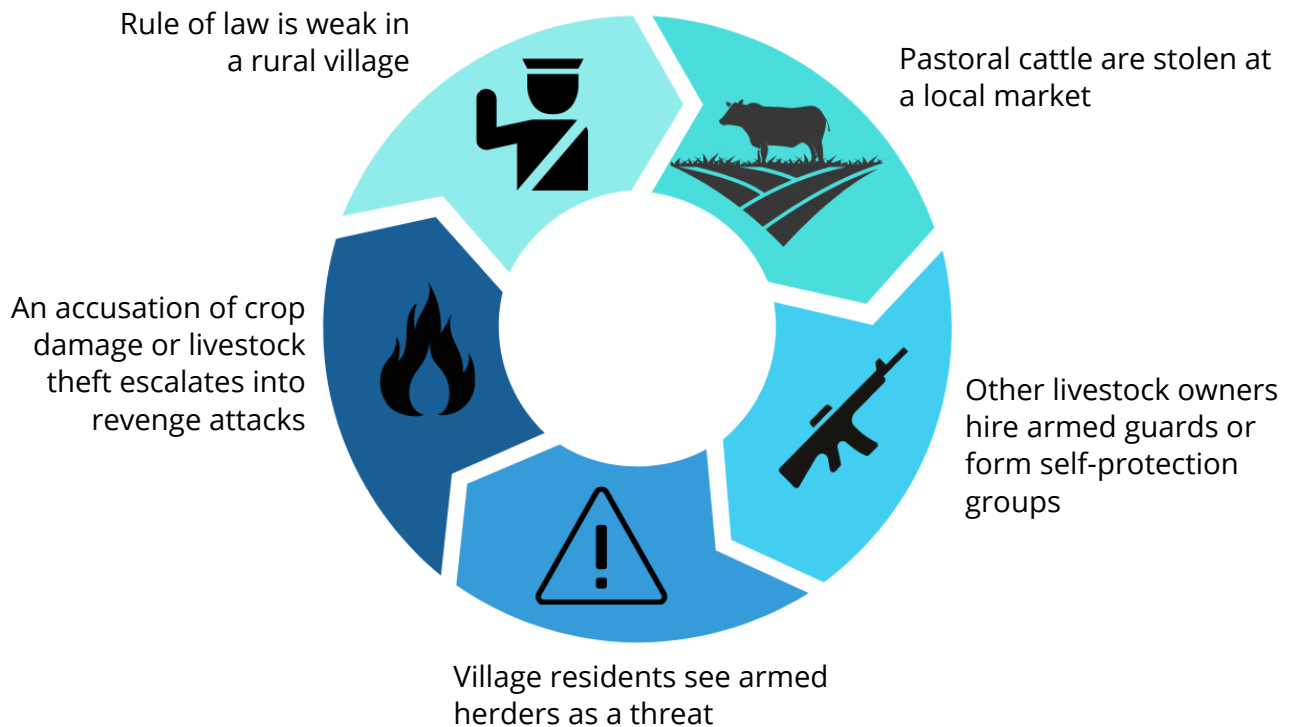 Rule of law is weak in
a rural village
Pastoral cattle are stolen at
a local market
Other livestock owners
hire armed guards or
form self-protection
groups
Village residents see armed
herders as a threat
An accusation of crop
damage or livestock
theft escalates into
revenge attacks